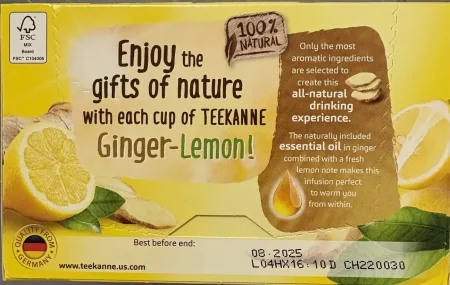 FSC
MIX
Board
FSC™ C104006
100%
NATURAL
Enjoy the
gifts of nature
with each cup of TEEKANNE
Ginger-Lemon!
Only the most
aromatic ingredients
are selected to
create this
all-natural
drinking
experience.
The naturally included
essential oil in ginger
combined with a fresh
lemon note makes this
infusion perfect
to warm you
from within.
QUALITY FROM
GERMANY
www.teekanne.us.com
Best before end:
08.2025
L04HX16:10D CH220030